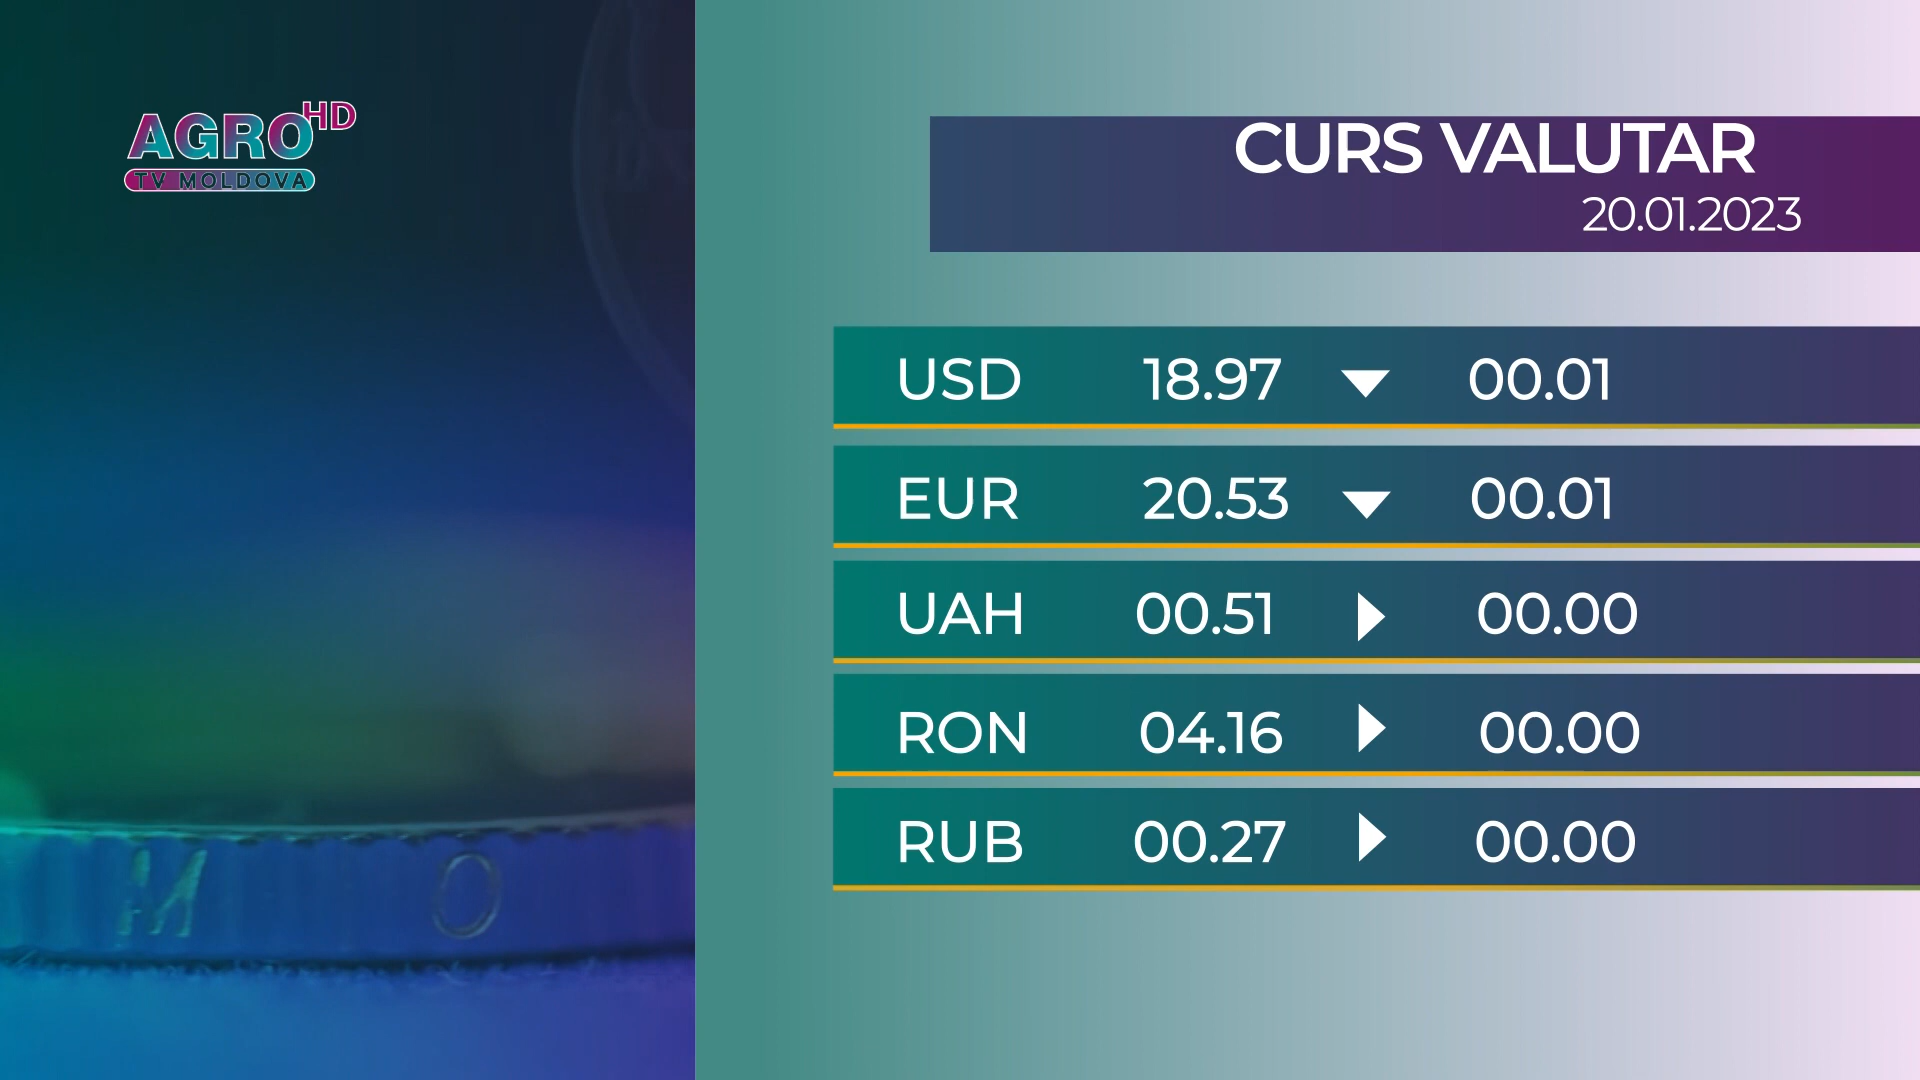 AGRO HD
TV MOLDOVA
CURS VALUTAR
20.01.2023
USD 18.97 ▼ 00.01
EUR 20.53 ▼ 00.01
UAH 00.51 ▶ 00.00
RON 04.16 ▶ 00.00
RUB 00.27 ▶ 00.00
M O